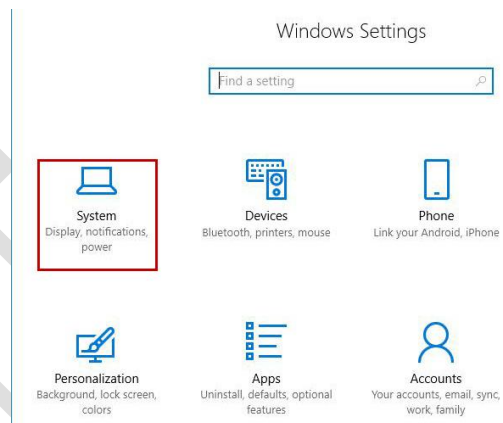 Windows Settings
Find a setting
System
Display, notifications,
power
Devices
Bluetooth, printers, mouse
Phone
Link your Android, iPhone
Personalization
Background, lock screen,
colors
Apps
Uninstall, defaults, optional
features
Accounts
Your accounts, email, sync,
work, family